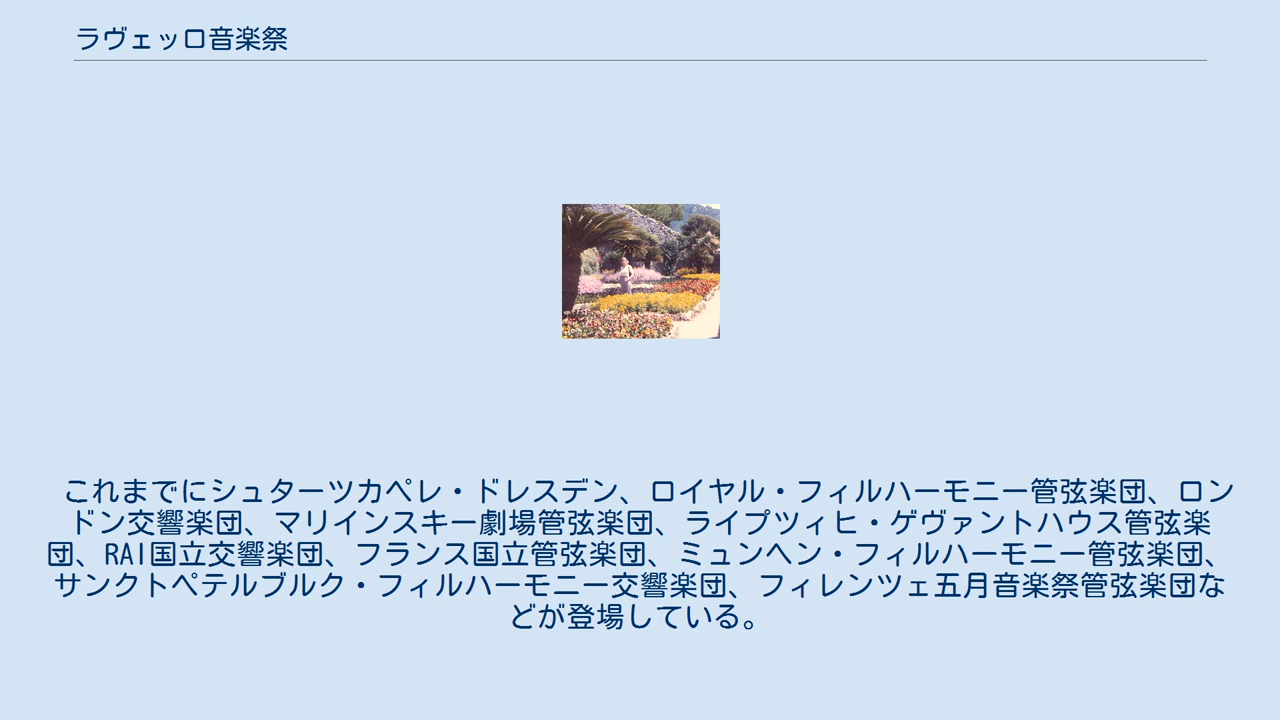 ラヴェッロ音楽祭
これまでにシュターツカペレ・ドレスデン、ロイヤル・フィルハーモニー管弦楽団、ロン
ドン交響楽団、マリインスキー劇場管弦楽団、ライプツィヒ・ゲヴァントハウス管弦楽
団、RAI国立交響楽団、フランス国立管弦楽団、ミュンヘン・フィルハーモニー管弦楽団、
サンクトペテルブルク・フィルハーモニー交響楽団、フィレンツェ五月音楽祭管弦楽団な
どが登場している。